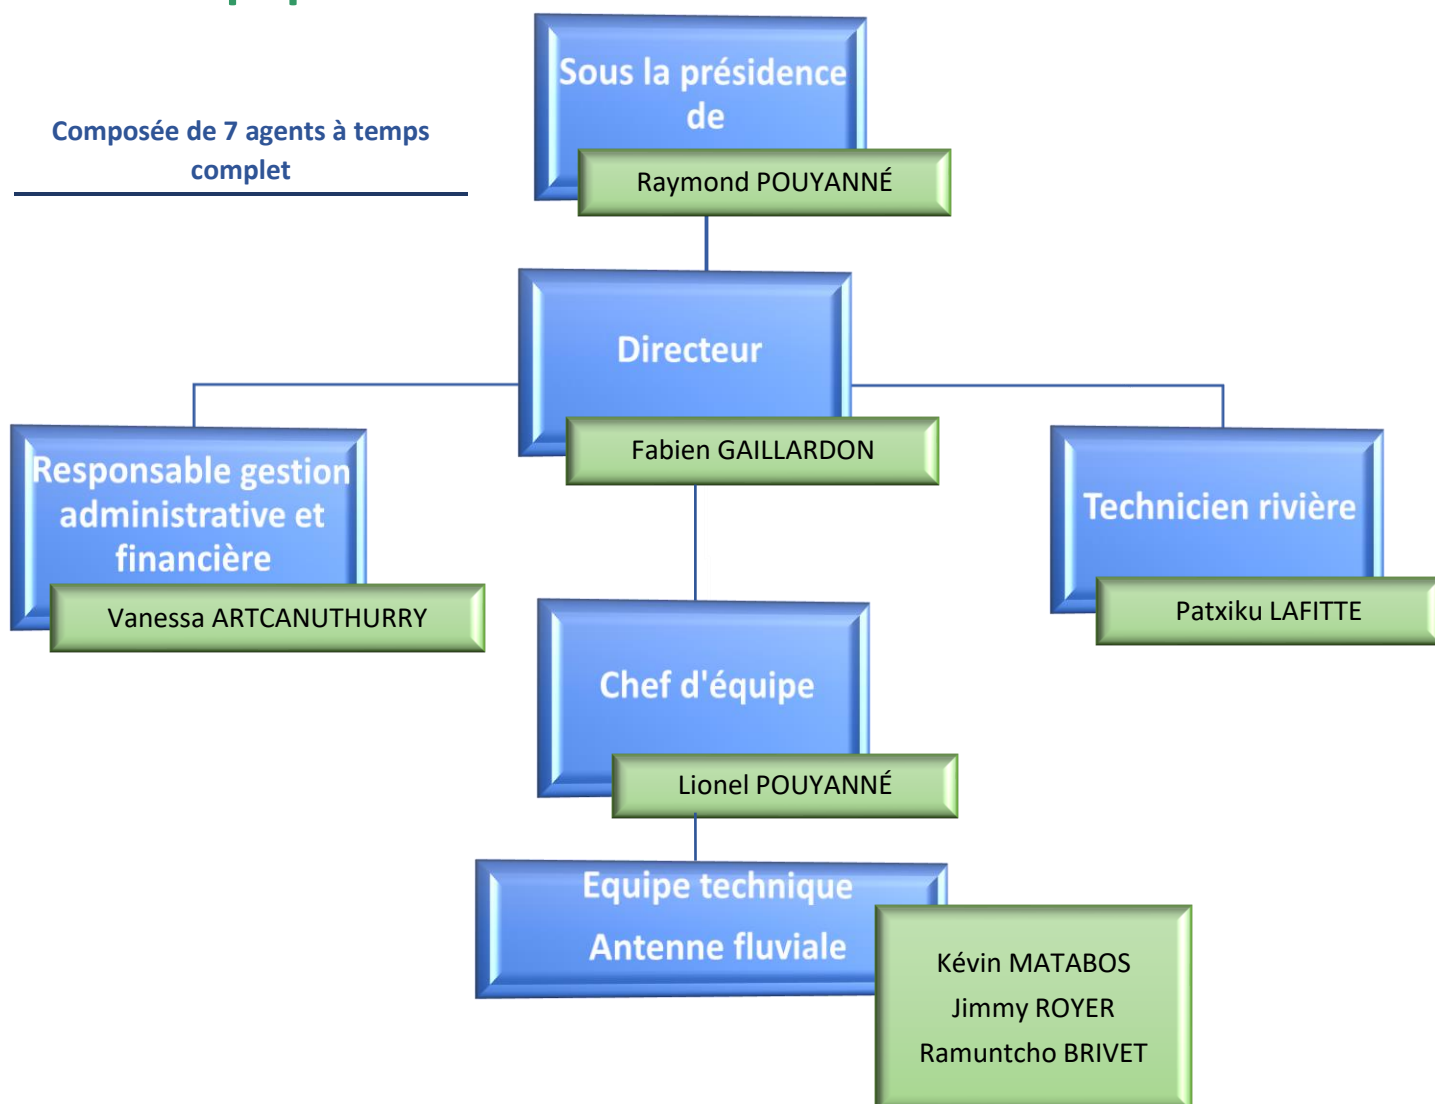 Sous la présidence
de
Raymond POUYANNÉ
Composée de 7 agents à temps
complet
Directeur
Fabien GAILLARDON
Responsable gestion
administrative et
financière
Vanessa ARTCANUTHURRY
Technicien rivière
Patxiku LAFITTE
Chef d'équipe
Lionel POUYANNÉ
Equipe technique
Antenne fluviale
Kévin MATABOS
Jimmy ROYER
Ramuntcho BRIVET